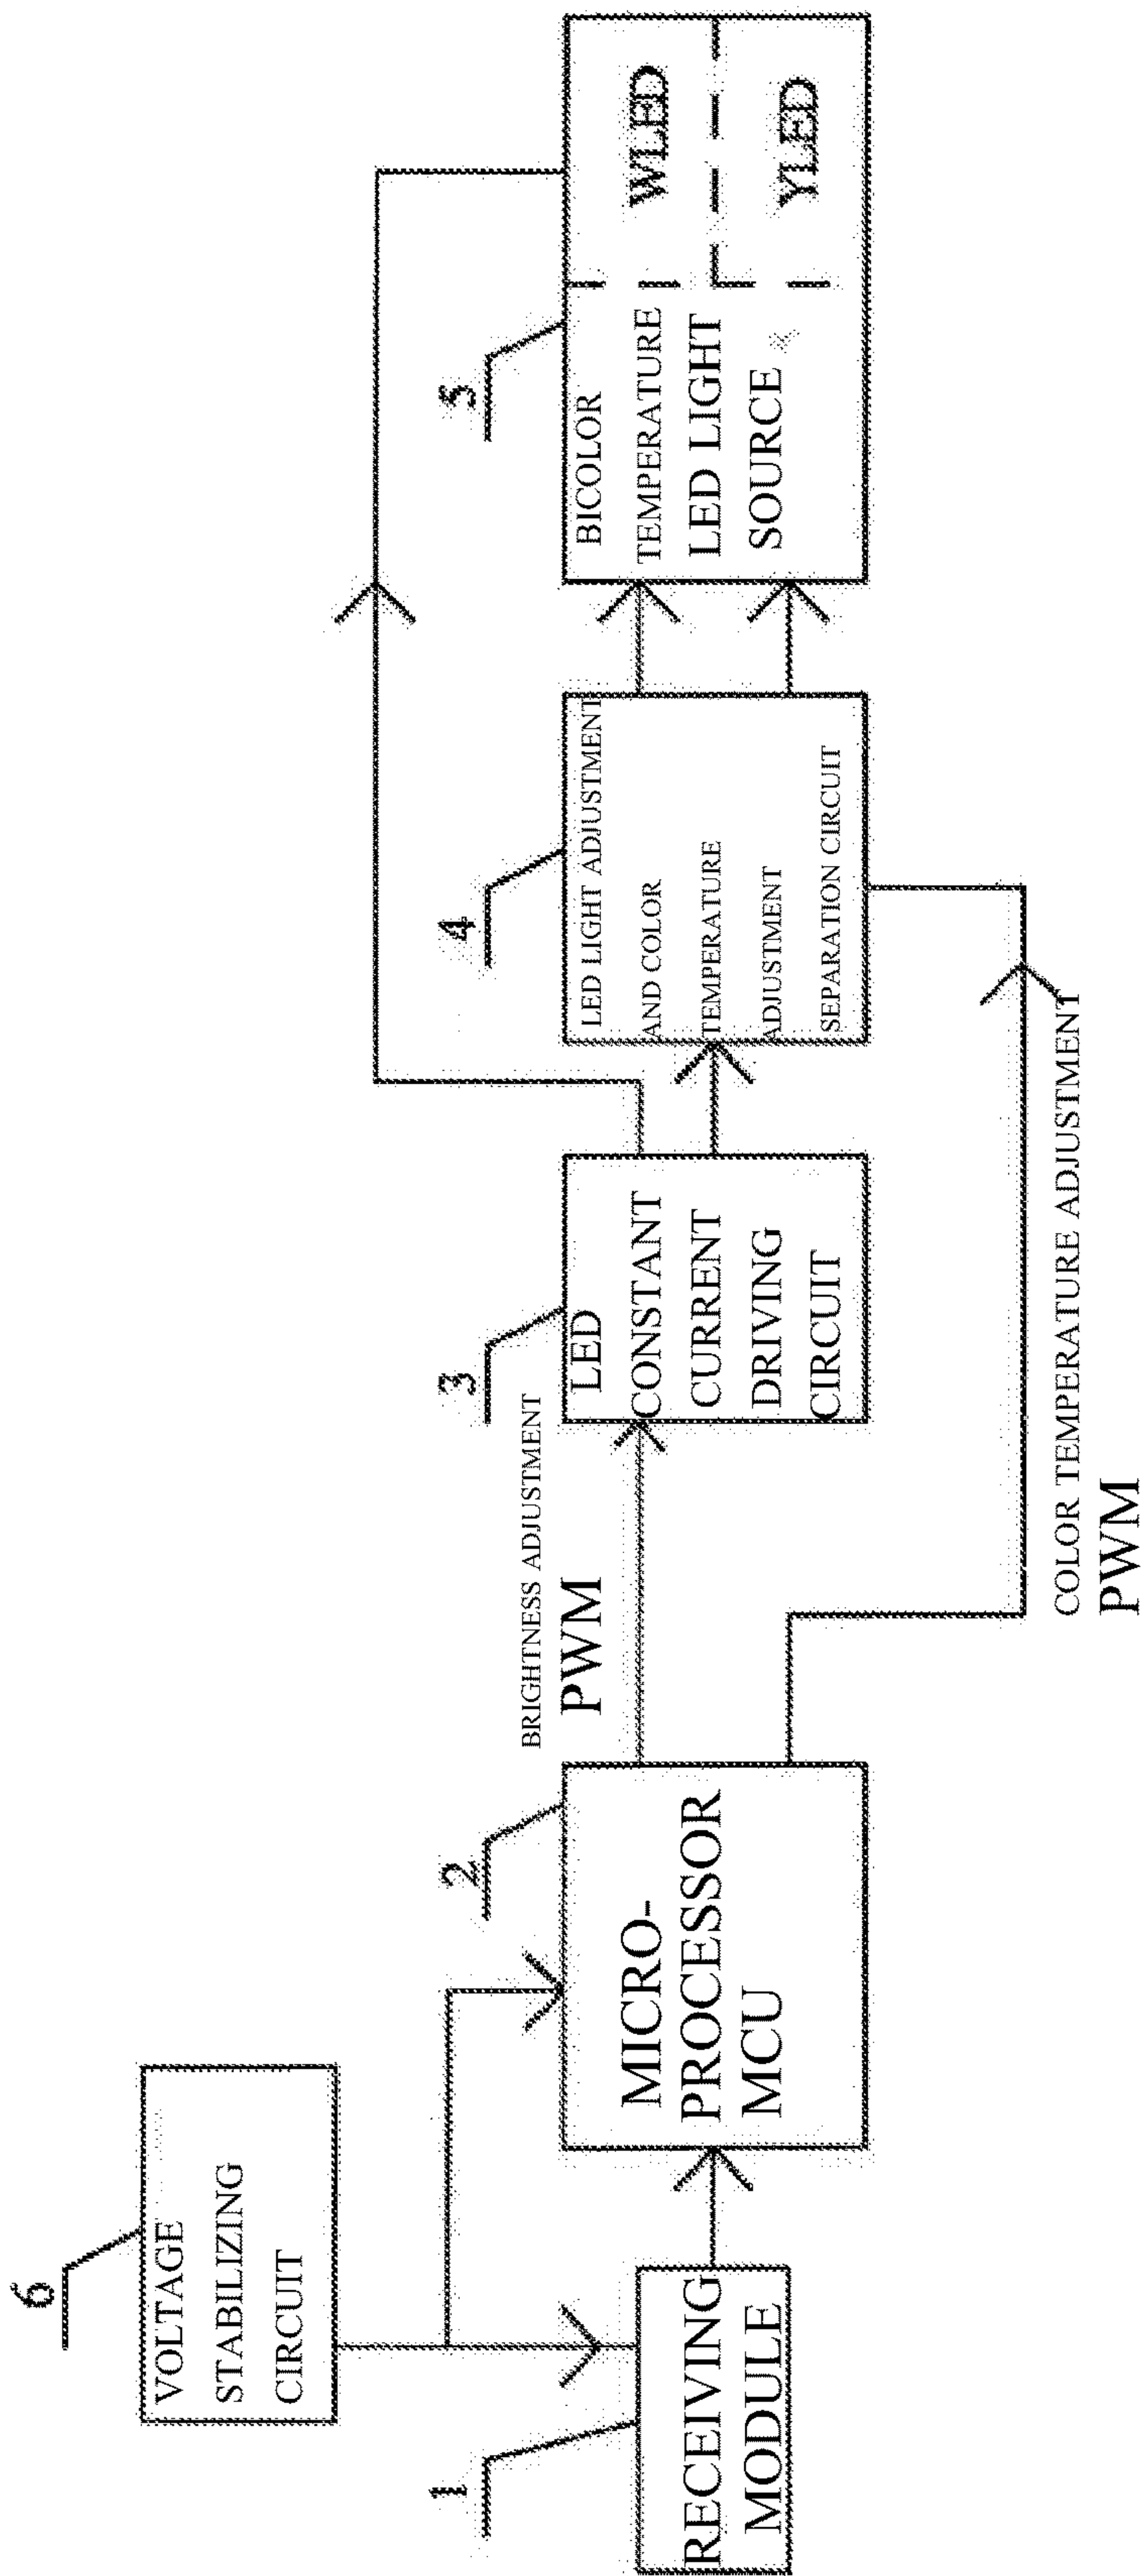 6
VOLTAGE
STABILIZING
CIRCUIT
1
RECEIVING
MODULE
2
MICRO-
PROCESSOR
MCU
BRIGHTNESS ADJUSTMENT
PWM
COLOR TEMPERATURE ADJUSTMENT
PWM
3
LED
CONSTANT
CURRENT
DRIVING
CIRCUIT
4
LED LIGHT ADJUSTMENT
AND COLOR
TEMPERATURE
ADJUSTMENT
SEPARATION CIRCUIT
5
BICOLOR
TEMPERATURE
LED LIGHT
SOURCE
WLED
YLED